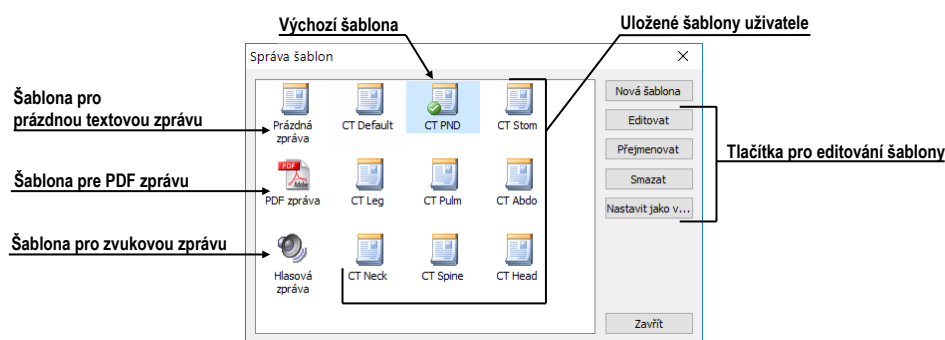 Výchozí šablona
Uložené šablony uživatele
Správa šablon
Šablona pro
prázdnou textovou zprávu
Šablona pre PDF zprávu
Šablona pro zvukovou zprávu
Prázdná
zpráva
CT Default
CT PND
CT Stom
PDF
Adobe
PDF zpráva
CT Leg
CT Pulm
CT Abdo
Hlasová
zpráva
CT Neck
CT Spine
CT Head
Nová šablona
Editovat
Přejmenovat
Smazat
Nastavit jako v...
Zavřít
Tlačítka pro editování šablony